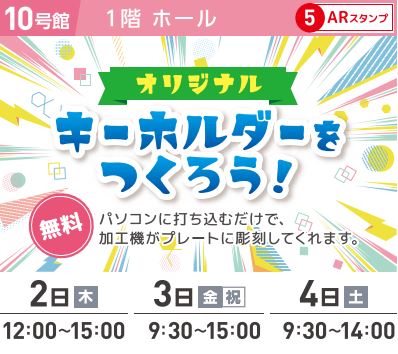 10号館 1階 ホール 5 ARスタンプ
オリジナル
キーホルダーを
つくろう!
無料
パソコンに打ち込むだけで、
加工機がプレートに彫刻してくれます。
2日 木 3日 金 祝 4日 土
12:00~15:00 9:30~15:00 9:30~14:00